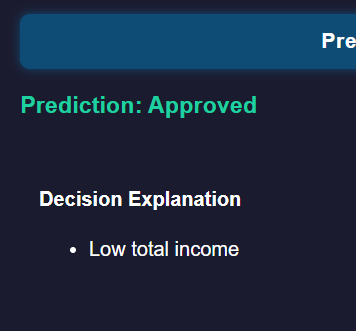 Pre
Prediction: Approved
Decision Explanation
• Low total income